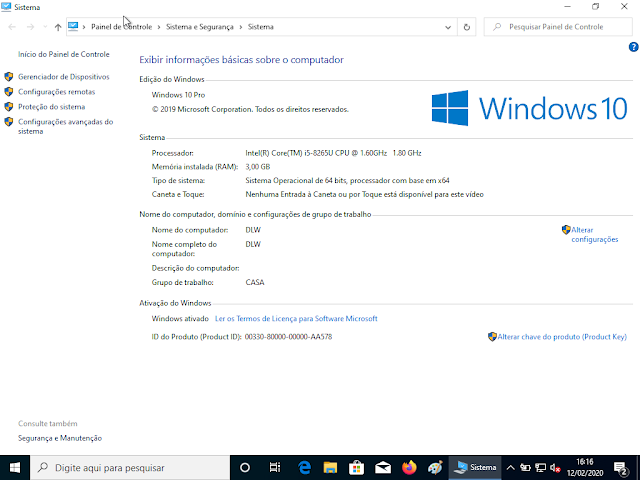 Sistema
Painel de Controle
Sistema e Segurança
Sistema
Pesquisar Painel de Controle
Início do Painel de Controle
Gerenciador de Dispositivos
Configurações remotas
Proteção do sistema
Configurações avançadas do
sistema
Exibir informações básicas sobre o computador
Edição do Windows
Windows 10 Pro
© 2019 Microsoft Corporation. Todos os direitos reservados.
Windows 10
Sistema
Processador: Intel(R) Core(TM) i5-8265U CPU @ 1.60GHz 1.80 GHz
Memória instalada (RAM): 3,00 GB
Tipo de sistema: Sistema Operacional de 64 bits, processador com base em x64
Caneta e Toque: Nenhuma Entrada à Caneta ou por Toque está disponível para este vídeo
Nome do computador, domínio e configurações de grupo de trabalho
Nome do computador: DLW
Alterar
configurações
Nome completo do DLW
computador:
Descrição do computador:
Grupo de trabalho: CASA
Ativação do Windows
Windows ativado Ler os Termos de Licença para Software Microsoft
ID do Produto (Product ID): 00330-80000-00000-AA578
Alterar chave do produto (Product Key)
Consulte também
Segurança e Manutenção
Digite aqui para pesquisar
Sistema
16:16
12/02/2020
2